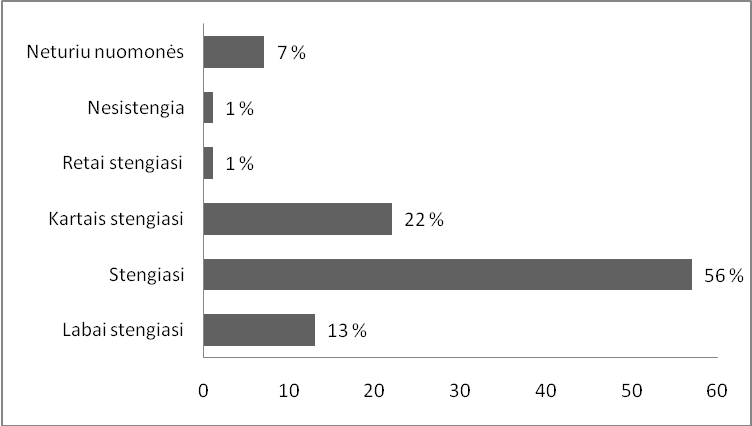 Neturiu nuomonės 7 %
Nesistengia 1 %
Retai stengiasi 1 %
Kartais stengiasi 22 %
Stengiasi 56 %
Labai stengiasi 13 %
0 10 20 30 40 50 60